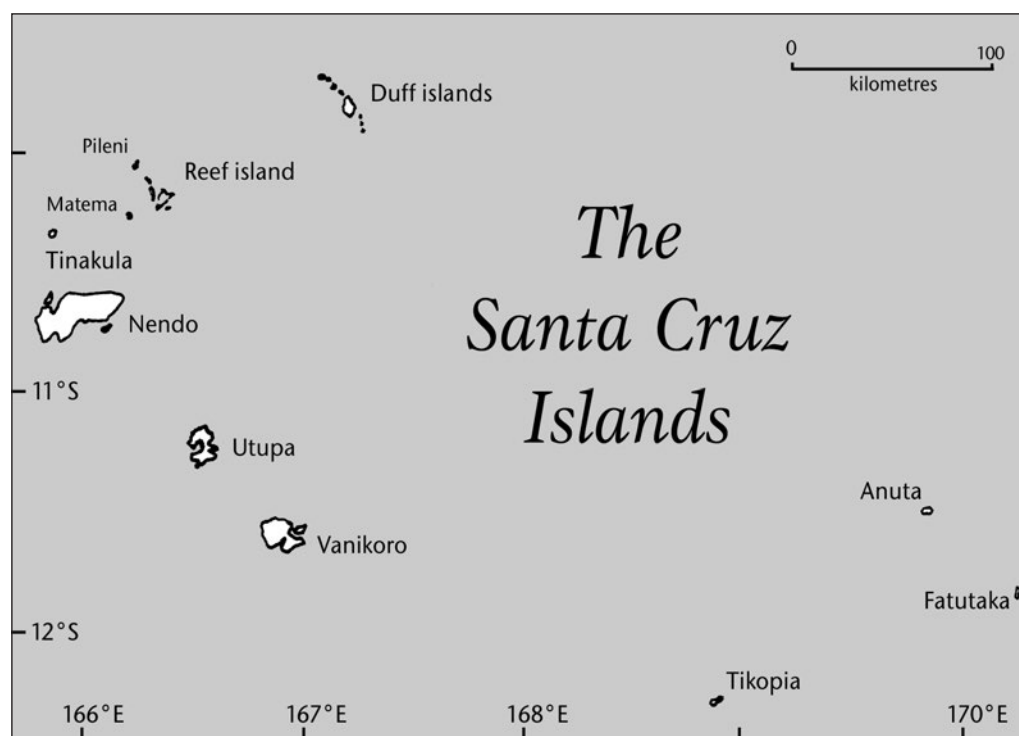 0 100
kilometres
Duff islands
Pileni
Reef island
Matema
Tinakula
The
Santa Cruz
Islands
Nendo
11°S
Utupa
Anuta
Vanikoro
Fatutaka
12°S
Tikopia
166°E 167°E 168°E 170°E